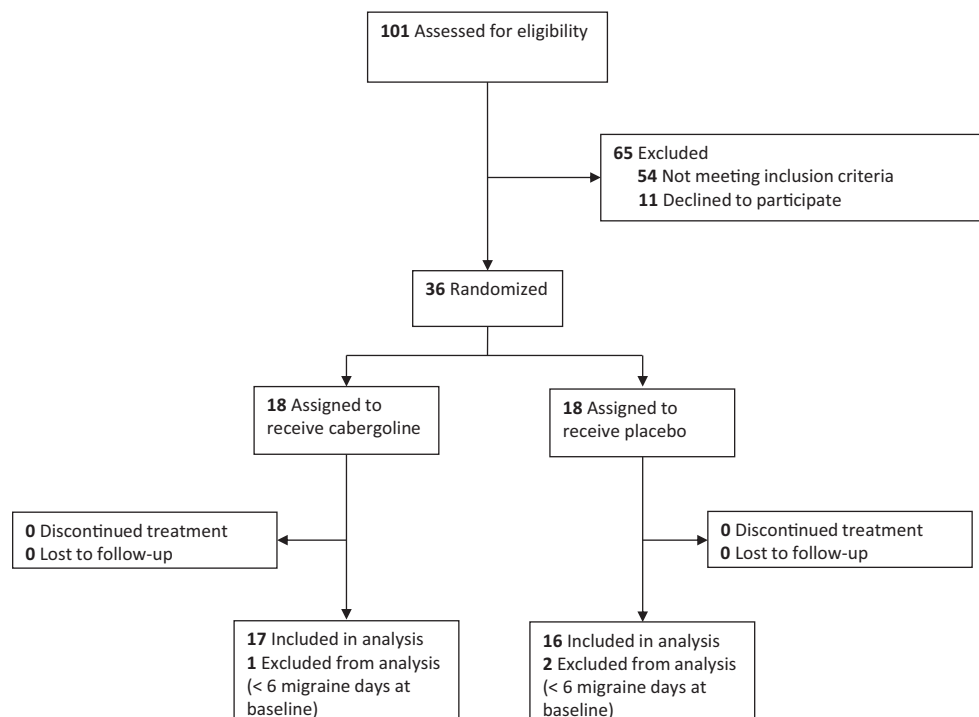 101 Assessed for eligibility
65 Excluded
54 Not meeting inclusion criteria
11 Declined to participate
36 Randomized
18 Assigned to
receive cabergoline
18 Assigned to
receive placebo
0 Discontinued treatment
0 Lost to follow-up
0 Discontinued treatment
0 Lost to follow-up
17 Included in analysis
1 Excluded from analysis
(< 6 migraine days at
baseline)
16 Included in analysis
2 Excluded from analysis
(< 6 migraine days at
baseline)